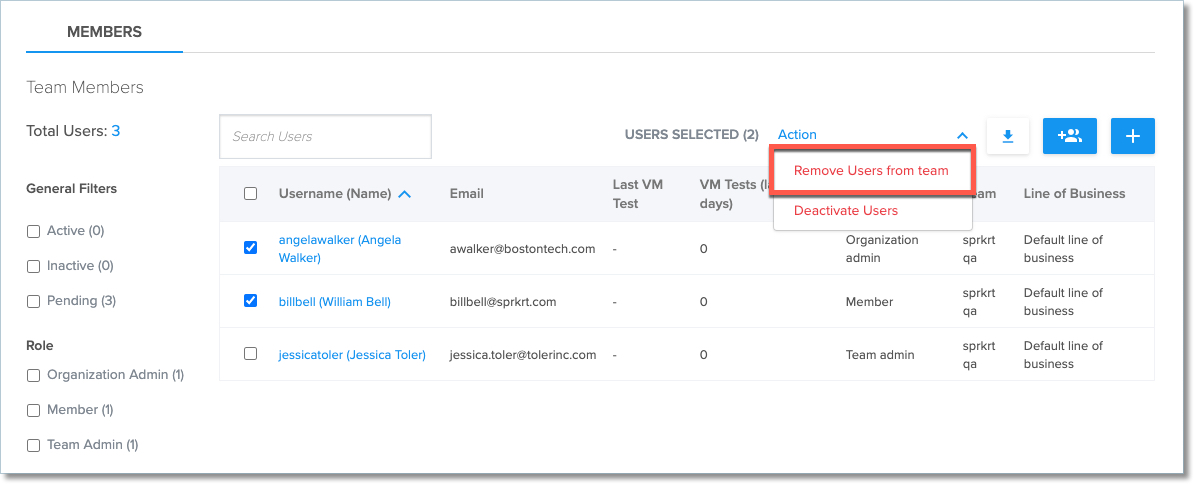 MEMBERS
Team Members
Total Users: 3
Search Users
USERS SELECTED (2)
Action
Remove Users from team
Deactivate Users
General Filters
Active (0)
Inactive (0)
Pending (3)
Role
Organization Admin (1)
Member (1)
Team Admin (1)
Username (Name)
Email
Last VM
Test
VM Tests (la
days)
am
Line of Business
angelawalker (Angela
Walker)
awalker@bostontech.com
-
0
Organization
admin
sprkrt
qa
Default line of
business
billbell (William Bell)
billbell@sprkrt.com
-
0
Member
sprkrt
qa
Default line of
business
jessicatoler (Jessica Toler)
jessica.toler@tolerinc.com
-
0
Team admin
sprkrt
qa
Default line of
business